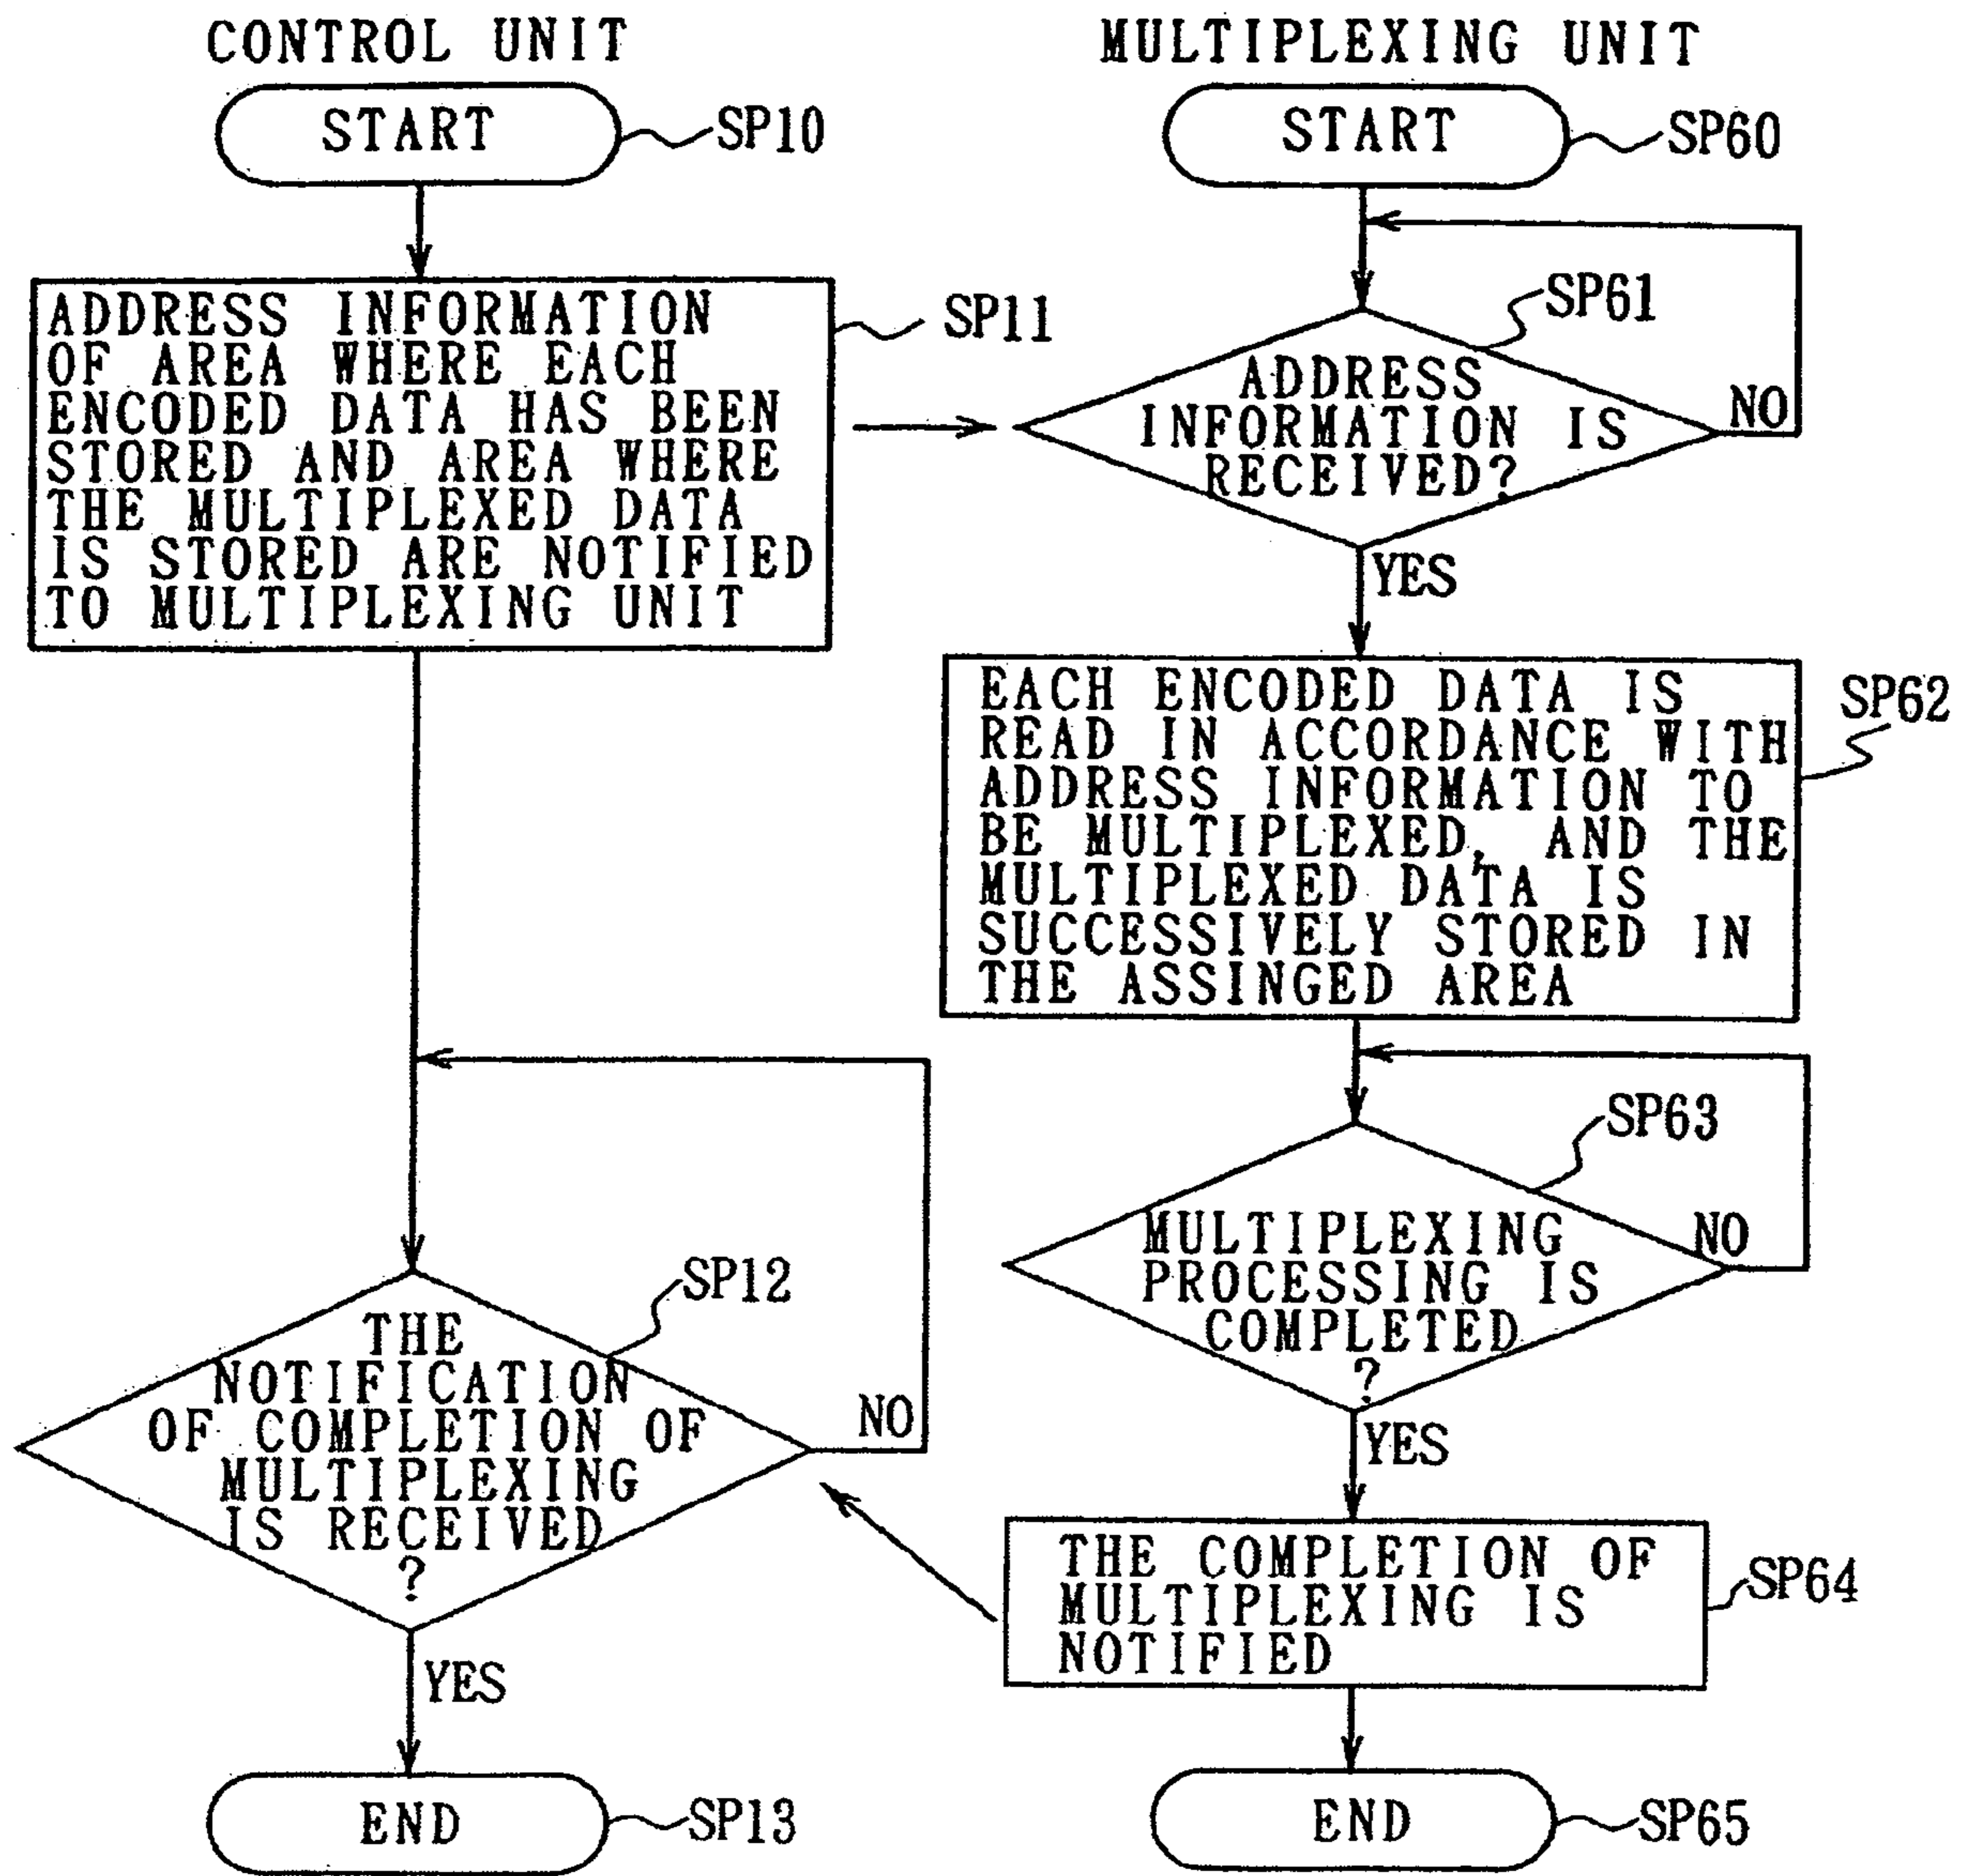 CONTROL UNIT
START
SP10
ADDRESS INFORMATION
OF AREA WHERE EACH
ENCODED DATA HAS BEEN
STORED AND AREA WHERE
THE MULTIPLEXED DATA
IS STORED ARE NOTIFIED
TO MULTIPLEXING UNIT
SP11
THE
NOTIFICATION
OF COMPLETION OF
MULTIPLEXING
IS RECEIVED
?
SP12
NO
YES
END
SP13
MULTIPLEXING UNIT
START
SP60
ADDRESS
INFORMATION IS
RECEIVED?
SP61
NO
YES
EACH ENCODED DATA IS
READ IN ACCORDANCE WITH
ADDRESS INFORMATION TO
BE MULTIPLEXED, AND THE
MULTIPLEXED DATA IS
SUCCESSIVELY STORED IN
THE ASSINGED AREA
SP62
MULTIPLEXING
PROCESSING IS
COMPLETED
?
SP63
NO
YES
THE COMPLETION OF
MULTIPLEXING IS
NOTIFIED
SP64
END
SP65